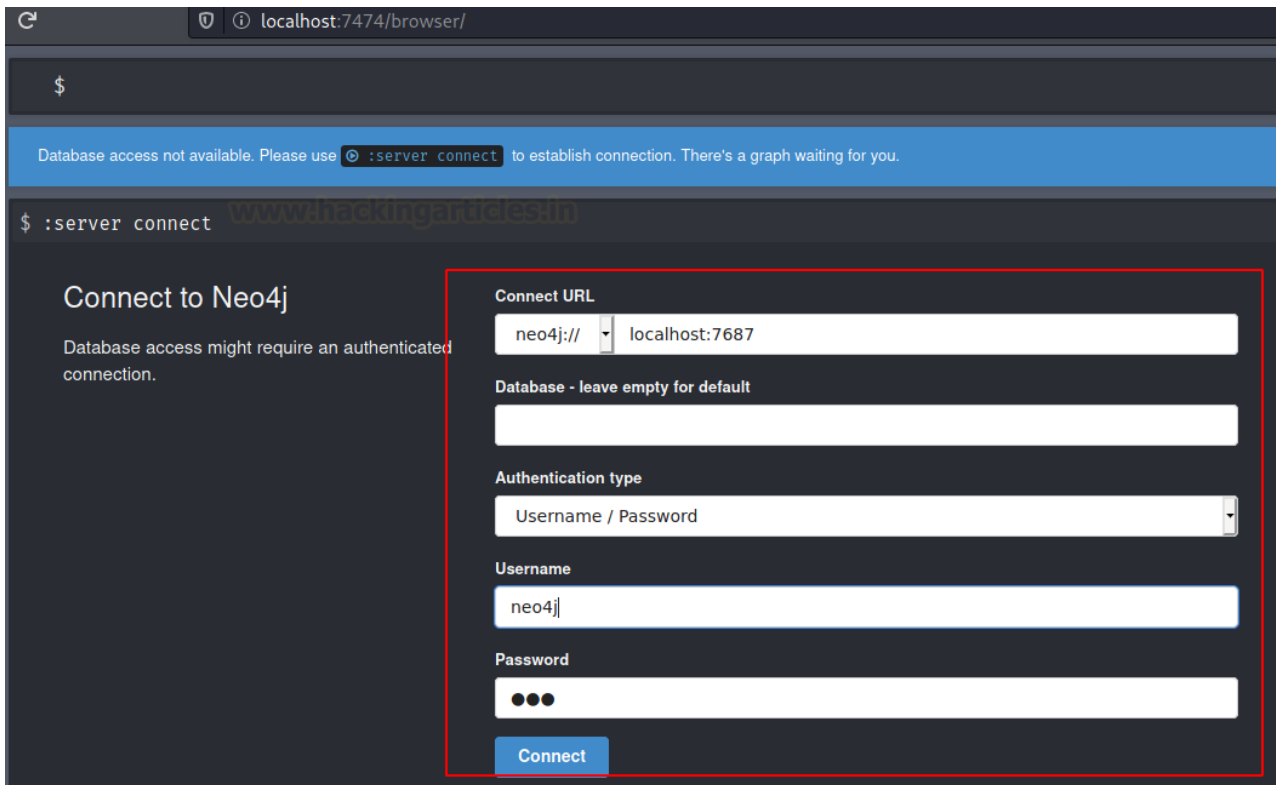 localhost:7474/browser/
$
Database access not available. Please use :server connect to establish connection. There's a graph waiting for you.
www.hackingarticles.in
$ :server connect
Connect to Neo4j
Database access might require an authenticated
connection.
Connect URL
neo4j:// localhost:7687
Database - leave empty for default
Authentication type
Username / Password
Username
neo4j
Password
●●●
Connect